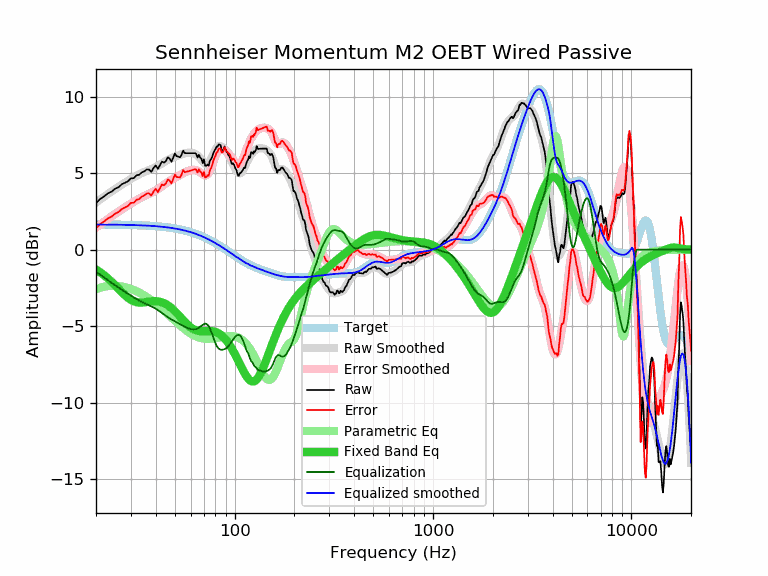 Sennheiser Momentum M2 OEBT Wired Passive
10
5
0
−5
−10
−15
Amplitude (dBr)
Target
Raw Smoothed
Error Smoothed
Raw
Error
Parametric Eq
Fixed Band Eq
Equalization
Equalized smoothed
100
1000
10000
Frequency (Hz)